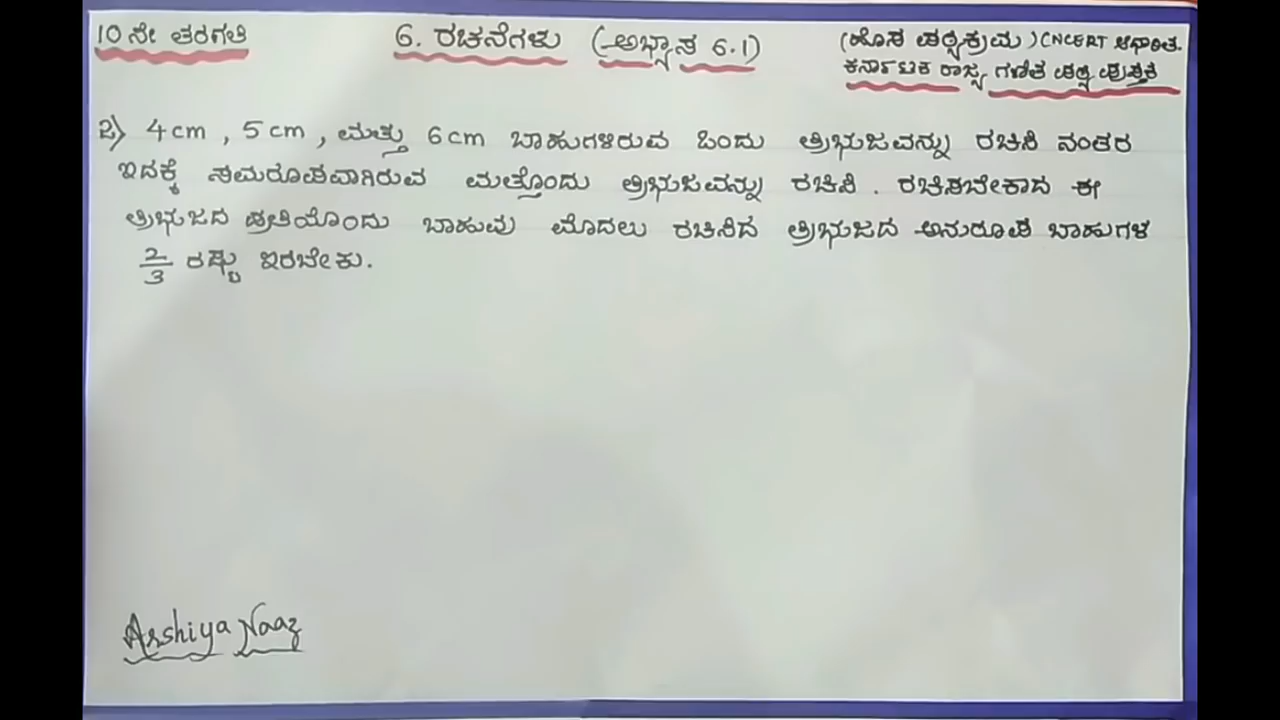 10 ನೇ ತರಗತಿ
6. ರಚನೆಗಳು (ಅಭ್ಯಾಸ 6.1)
(ಹೊಸ ಪಠ್ಯಕ್ರಮ) (NCERT ಆಧಾರಿತ.
ಕರ್ನಾಟಕ ರಾಜ್ಯ ಗಣಿತ ಪಠ್ಯ ಪುಸ್ತಕ
2) 4 cm , 5 cm , ಮತ್ತು 6 cm ಬಾಹುಗಳಿರುವ ಒಂದು ತ್ರಿಭುಜವನ್ನು ರಚಿಸಿ ನಂತರ
ಇದಕ್ಕೆ ಸಮರೂಪವಾಗಿರುವ ಮತ್ತೊಂದು ತ್ರಿಭುಜವನ್ನು ರಚಿಸಿ . ರಚಿಸಬೇಕಾದ ಈ
ತ್ರಿಭುಜದ ಪ್ರತಿಯೊಂದು ಬಾಹುವು ಮೊದಲು ರಚಿಸಿದ ತ್ರಿಭುಜದ ಅನುರೂಪ ಬಾಹುಗಳ
2/3 ರಷ್ಟು ಇರಬೇಕು.
Arshiya Naaz